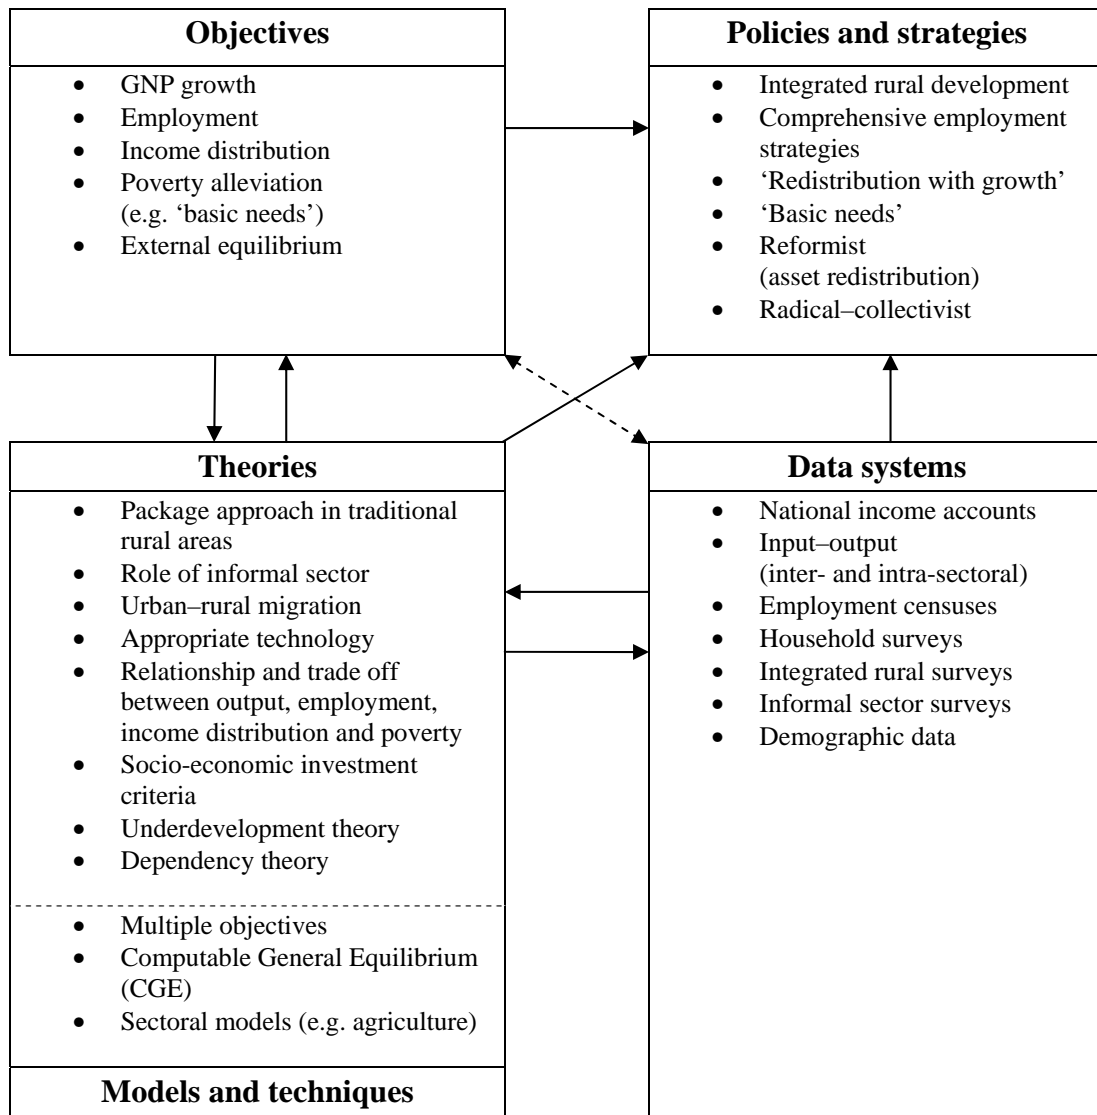 Objectives
• GNP growth
• Employment
• Income distribution
• Poverty alleviation
(e.g. ‘basic needs’)
• External equilibrium
Policies and strategies
• Integrated rural development
• Comprehensive employment
strategies
• ‘Redistribution with growth’
• ‘Basic needs’
• Reformist
(asset redistribution)
• Radical–collectivist
Theories
• Package approach in traditional
rural areas
• Role of informal sector
• Urban–rural migration
• Appropriate technology
• Relationship and trade off
between output, employment,
income distribution and poverty
• Socio-economic investment
criteria
• Underdevelopment theory
• Dependency theory
• Multiple objectives
• Computable General Equilibrium
(CGE)
• Sectoral models (e.g. agriculture)
Models and techniques
Data systems
• National income accounts
• Input–output
(inter- and intra-sectoral)
• Employment censuses
• Household surveys
• Integrated rural surveys
• Informal sector surveys
• Demographic data